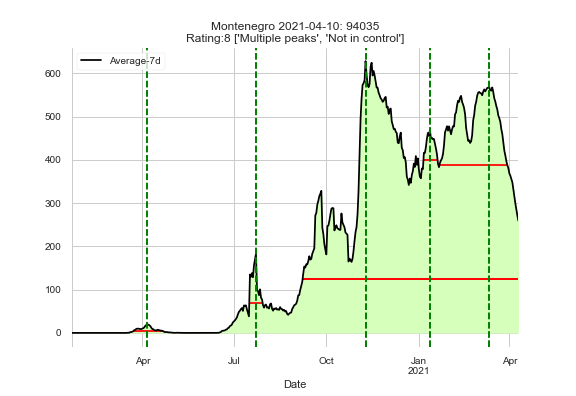 Montenegro 2021-04-10: 94035
Rating:8 ['Multiple peaks', 'Not in control']
Average-7d
600
500
400
300
200
100
0
Apr
Jul
Oct
Jan
2021
Apr
Date